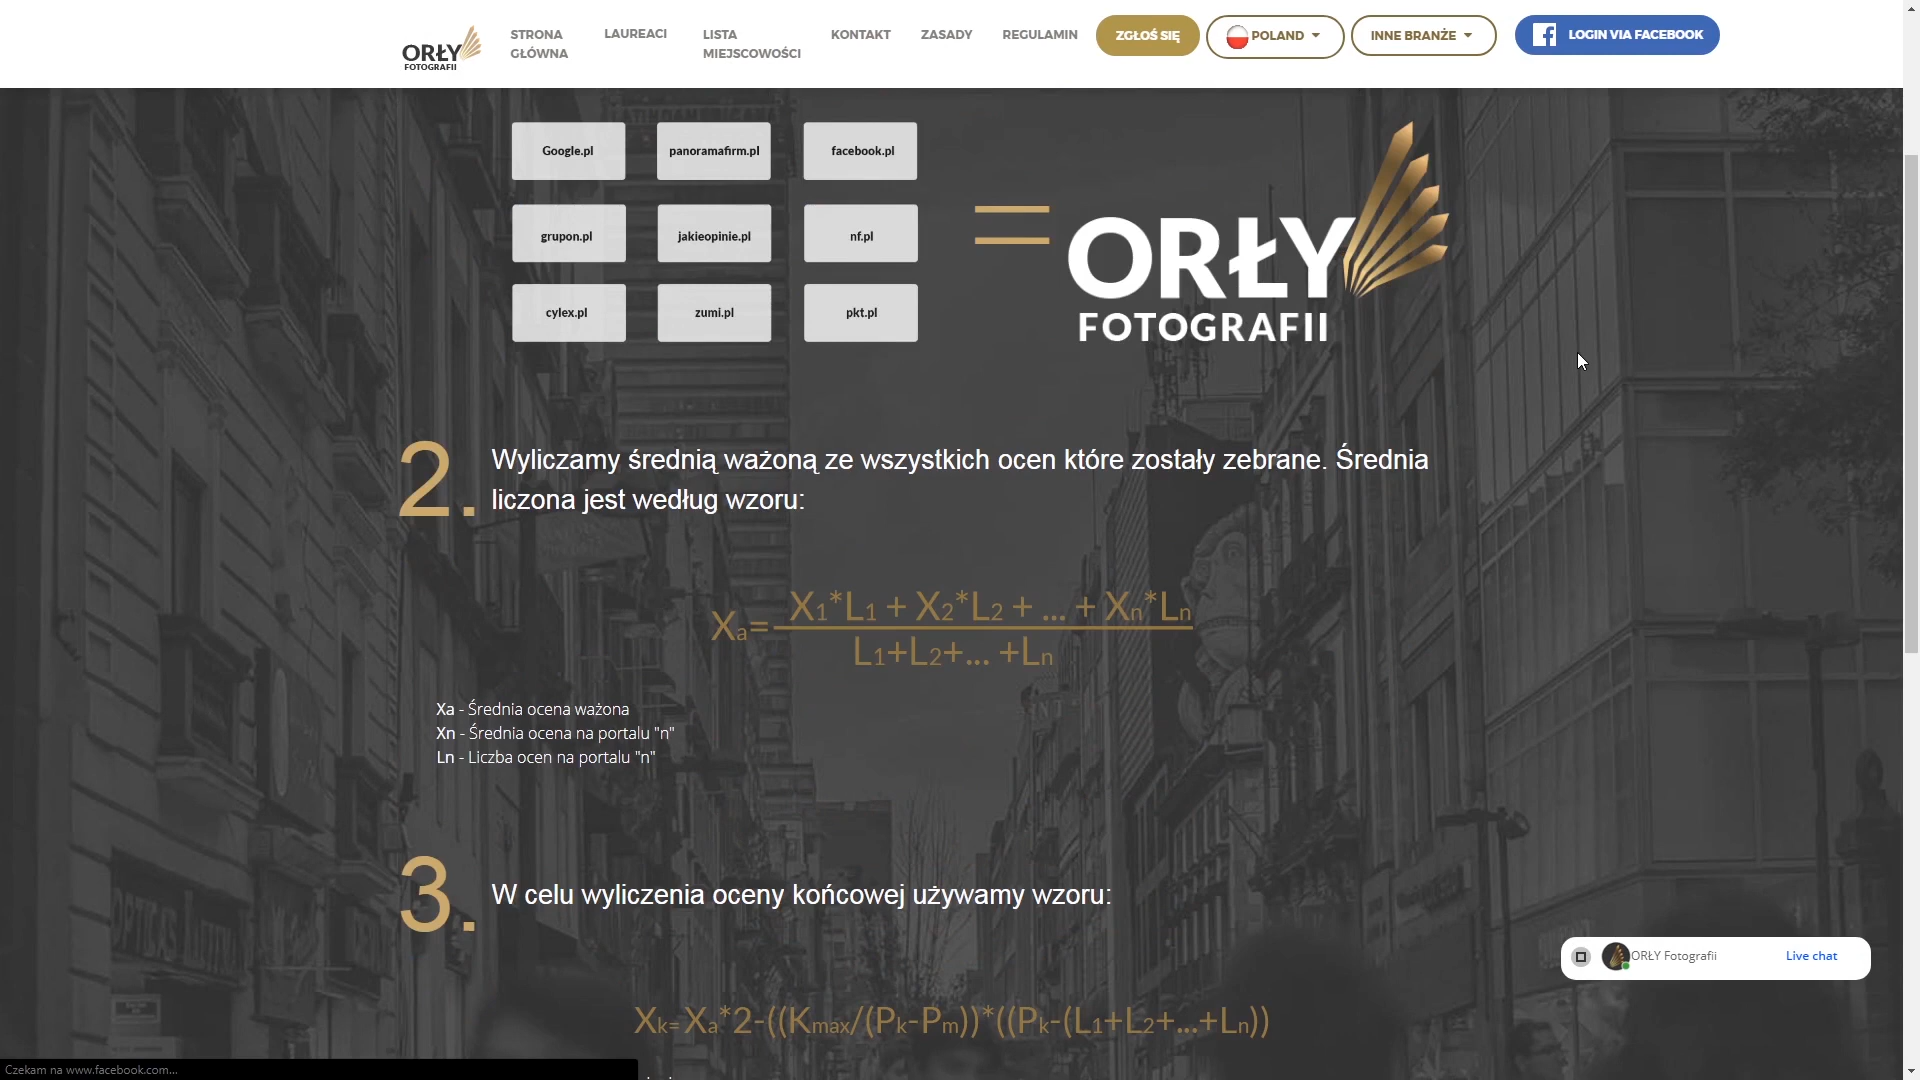 ORŁY
FOTOGRAFII
STRONA
GŁÓWNA
LAUREACI
LISTA
MIEJSCOWOŚCI
KONTAKT
ZASADY
REGULAMIN
ZGŁOŚ SIĘ
POLAND
INNE BRANŻE
LOGIN VIA FACEBOOK
Google.pl
panoramafirm.pl
facebook.pl
grupon.pl
jakieopinie.pl
nf.pl
cylex.pl
zumi.pl
pkt.pl
=
ORŁY
FOTOGRAFII
2. Wyliczamy średnią ważoną ze wszystkich ocen które zostały zebrane. Średnia
liczona jest według wzoru:
X1*L1 + X2*L2 + ... + Xn*Ln
Xa=
L1+L2+... +Ln
Xa - Średnia ocena ważona
Xn - Średnia ocena na portalu "n"
Ln - Liczba ocen na portalu "n"
3. W celu wyliczenia oceny końcowej używamy wzoru:
ORŁY Fotografii
Live chat
Xk=Xa*2-((Kmax/(Pk-Pm))*((Pk-(L1+L2+...+Ln))
Czekam na www.facebook.com...